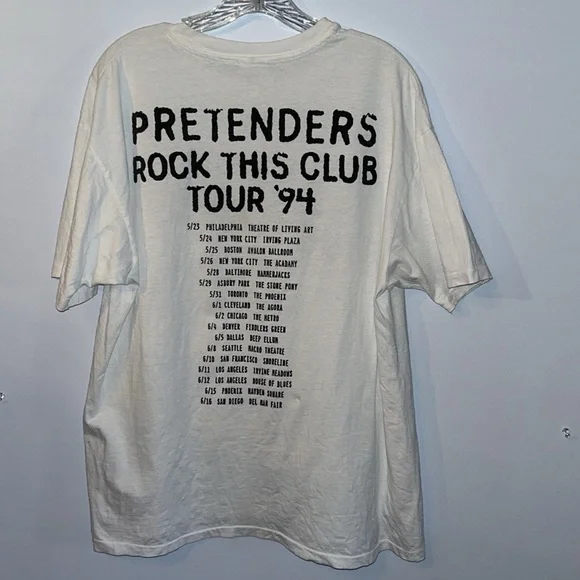 PRETENDERS
ROCK THIS CLUB
TOUR '94
5/23 PHILADELPHIA THEATRE OF LIVING ART
5/24 NEW YORK CITY IRVING PLAZA
5/25 BOSTON AVALON BALLROOM
5/26 NEW YORK CITY THE ACADAMY
5/28 BALTIMORE HAMMERJACKS
5/29 ASBURY PARK THE STONE PONY
5/31 TORONTO THE PHOENIX
6/1 CLEVELAND THE AGORA
6/2 CHICAGO THE METRO
6/4 DENVER FIDDLERS GREEN
6/5 DALLAS DEEP ELLUM
6/8 SEATTLE MACRO THEATRE
6/10 SAN FRANCISCO SHORELINE
6/11 LOS ANGELES IRVINE MEADOWS
6/12 LOS ANGELES HOUSE OF BLUES
6/15 PHOENIX HAYDEN SQUARE
6/16 SAN DIEGO DEL MAR FAIR